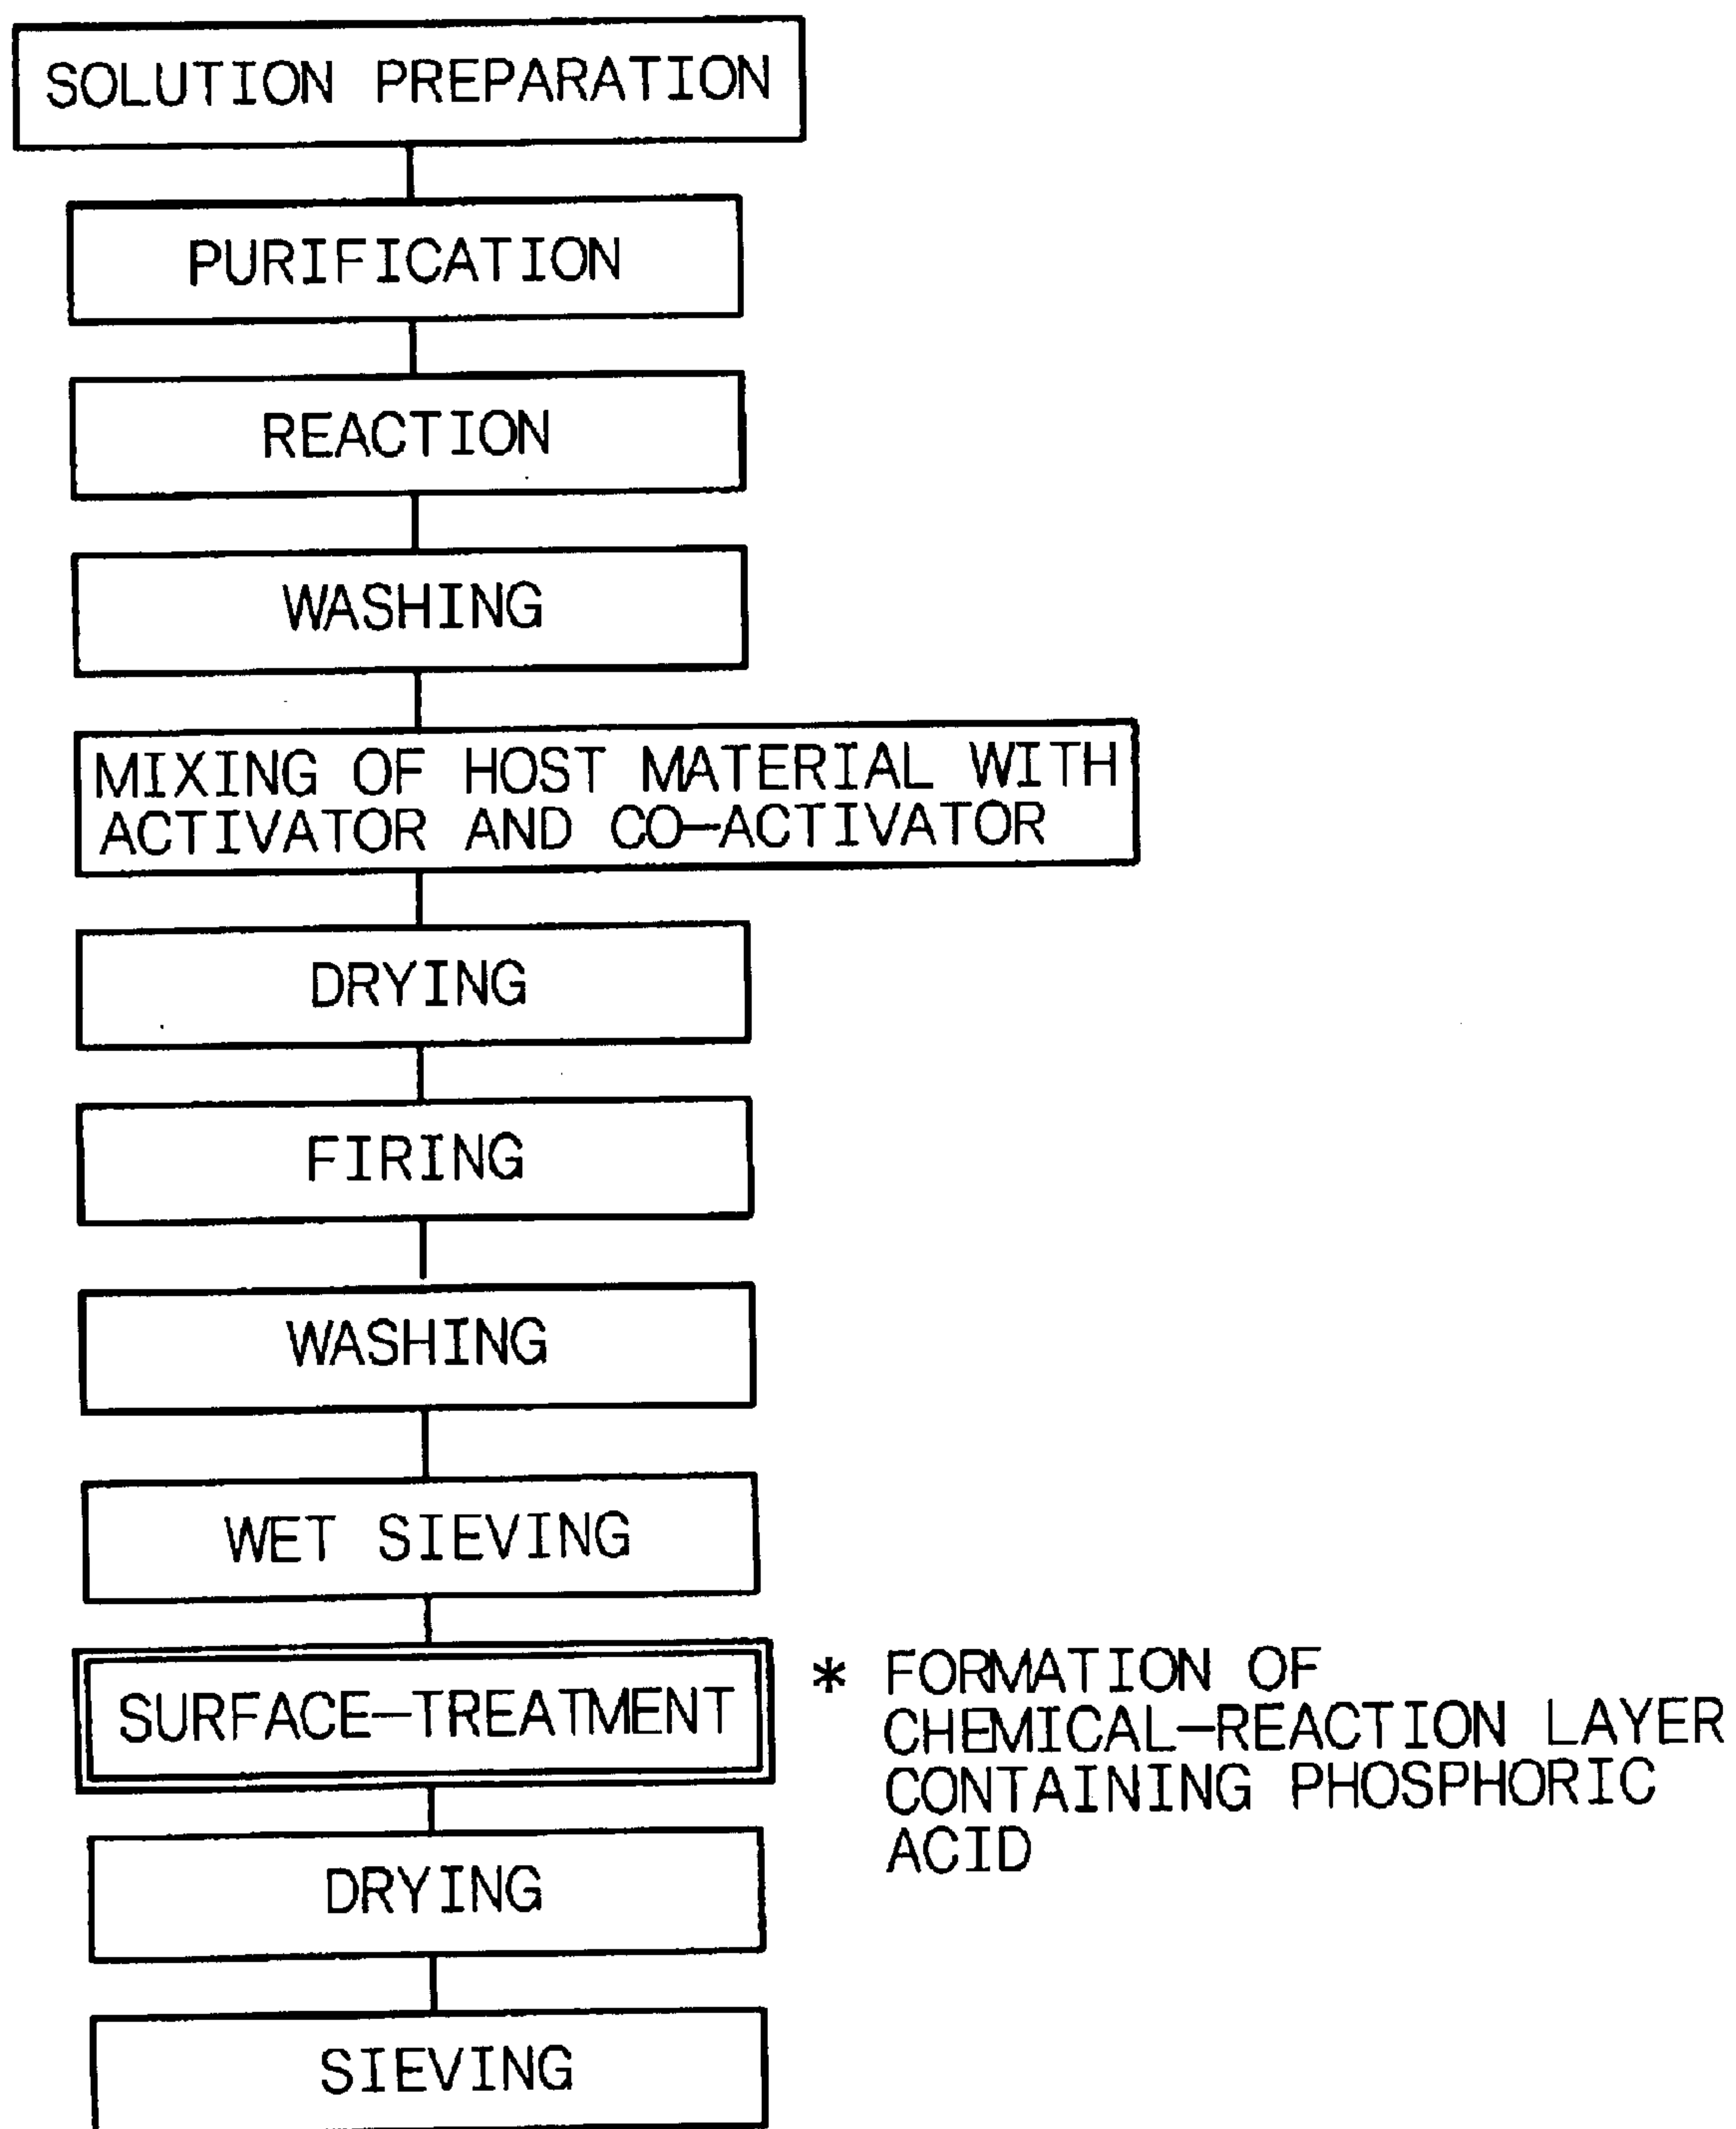 SOLUTION PREPARATION
PURIFICATION
REACTION
WASHING
MIXING OF HOST MATERIAL WITH
ACTIVATOR AND CO-ACTIVATOR
DRYING
FIRING
WASHING
WET SIEVING
SURFACE-TREATMENT
* FORMATION OF
CHEMICAL-REACTION LAYER
CONTAINING PHOSPHORIC
ACID
DRYING
SIEVING